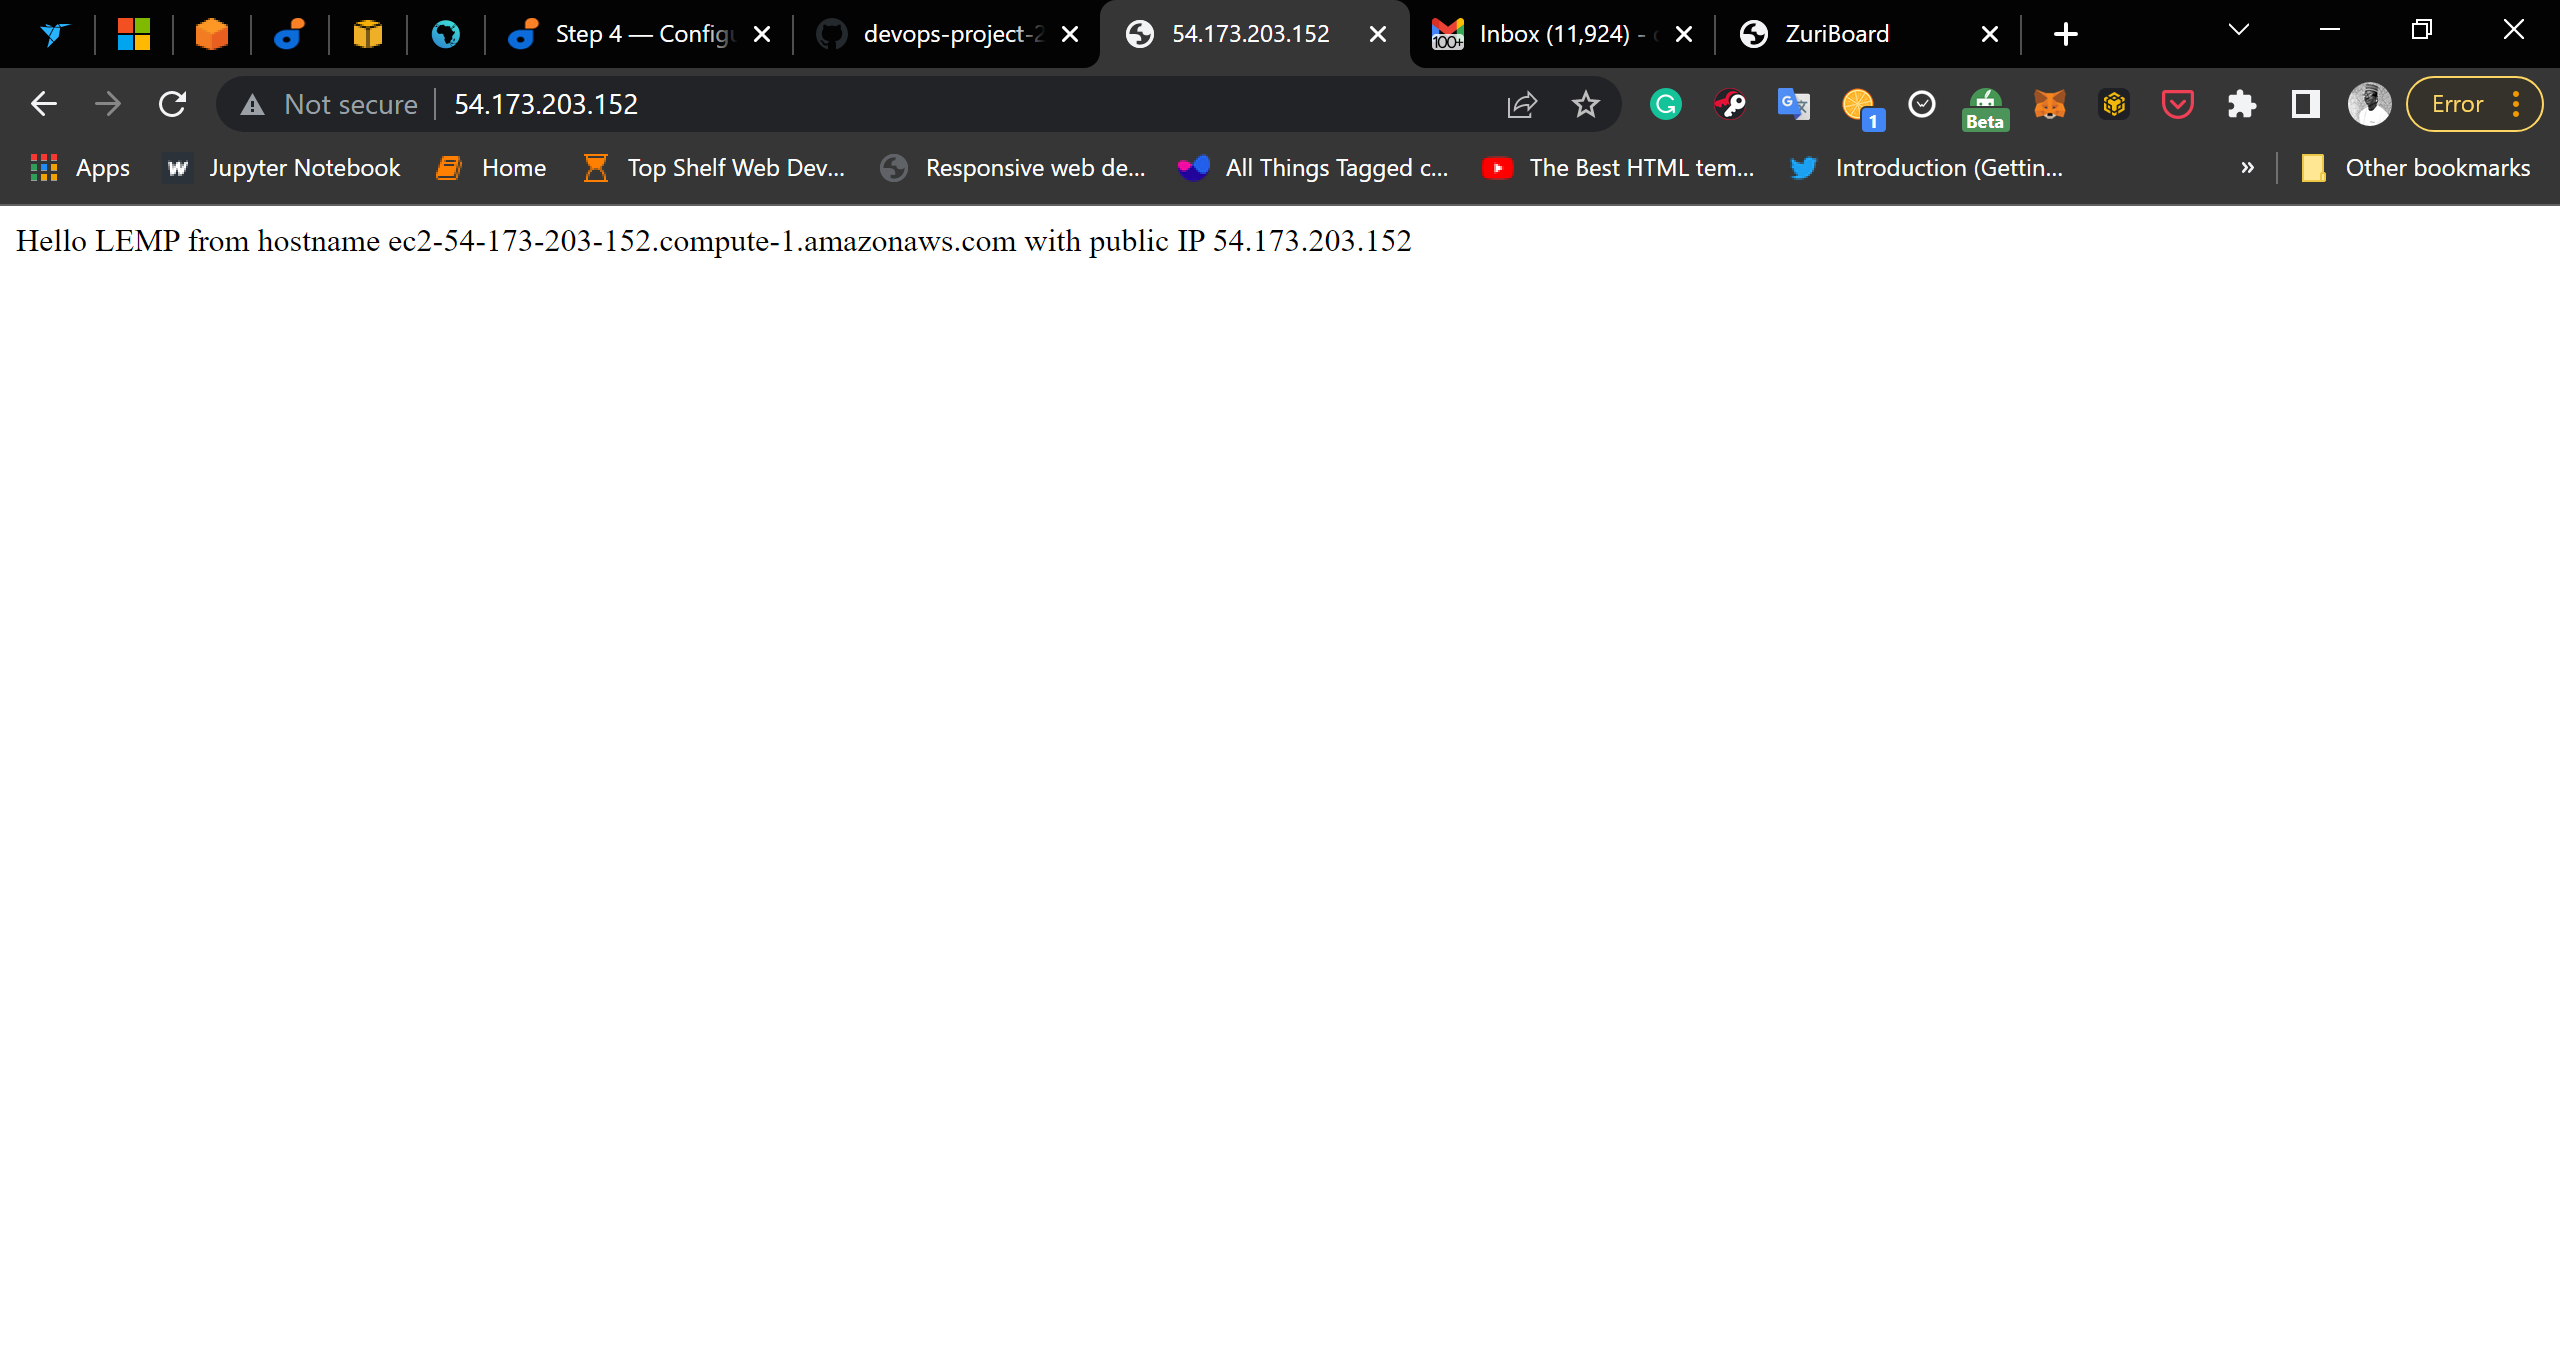 Step 4 — Configu
devops-project-2
54.173.203.152
Inbox (11,924) -
ZuriBoard
100+
Not secure
54.173.203.152
1
Beta
Error
Apps
Jupyter Notebook
Home
Top Shelf Web Dev...
Responsive web de...
All Things Tagged c...
The Best HTML tem...
Introduction (Gettin...
»
Other bookmarks
Hello LEMP from hostname ec2-54-173-203-152.compute-1.amazonaws.com with public IP 54.173.203.152